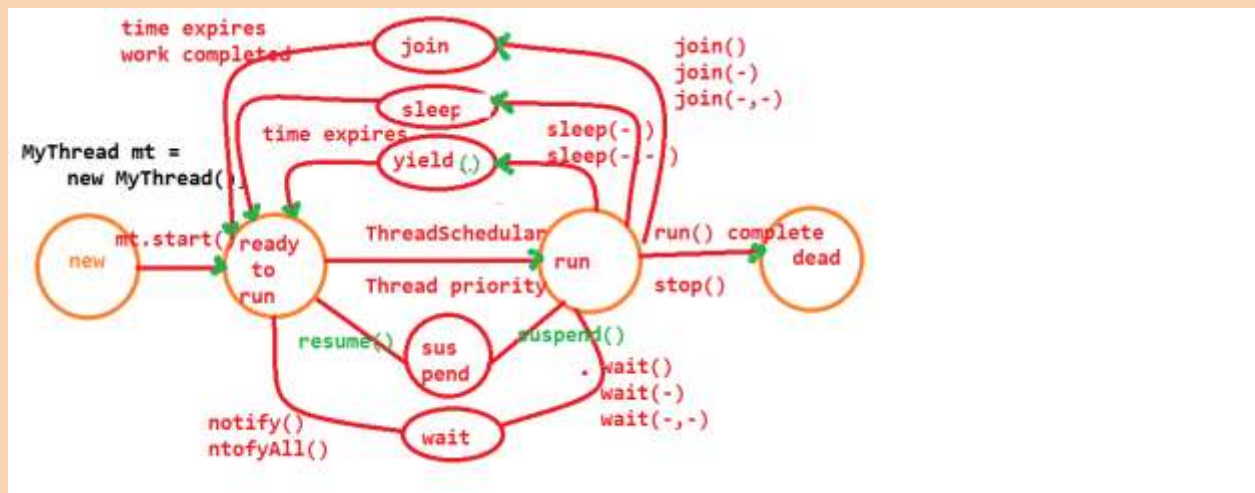 time expires
work completed
join
join()
join(-)
join(-,-)
sleep
time expires
sleep(-)
sleep(-,-)
MyThread mt =
new MyThread();
yield(.)
new
mt.start()
ready
to
run
ThreadSchedular
Thread priority
run
run() complete
stop()
dead
resume()
sus
pend
suspend()
wait()
wait(-)
wait(-,-)
notify()
ntofyAll()
wait